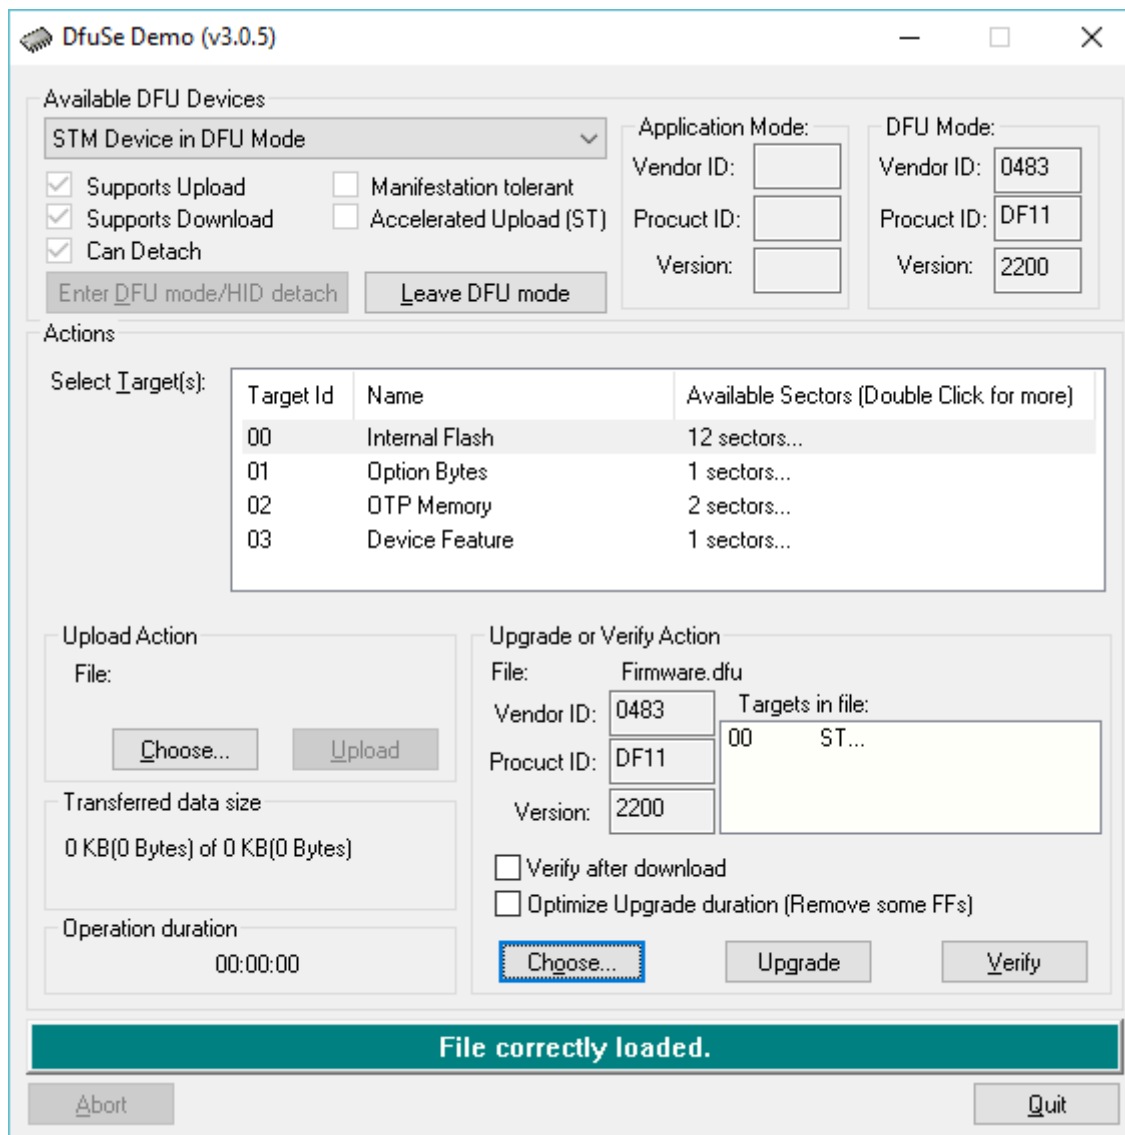 DfuSe Demo (v3.0.5)
Available DFU Devices
STM Device in DFU Mode
Supports Upload
Manifestation tolerant
Supports Download
Accelerated Upload (ST)
Can Detach
Enter DFU mode/HID detach
Leave DFU mode
Application Mode:
Vendor ID:
Procuct ID:
Version:
DFU Mode:
Vendor ID: 0483
Procuct ID: DF11
Version: 2200
Actions
Select Target(s):
Target Id Name Available Sectors (Double Click for more)
00 Internal Flash 12 sectors...
01 Option Bytes 1 sectors...
02 OTP Memory 2 sectors...
03 Device Feature 1 sectors...
Upload Action
File:
Choose...
Upload
Transferred data size
0 KB(0 Bytes) of 0 KB(0 Bytes)
Operation duration
00:00:00
Upgrade or Verify Action
File: Firmware.dfu
Vendor ID: 0483
Procuct ID: DF11
Version: 2200
Targets in file:
00 ST...
Verify after download
Optimize Upgrade duration (Remove some FFs)
Choose...
Upgrade
Verify
File correctly loaded.
Abort
Quit